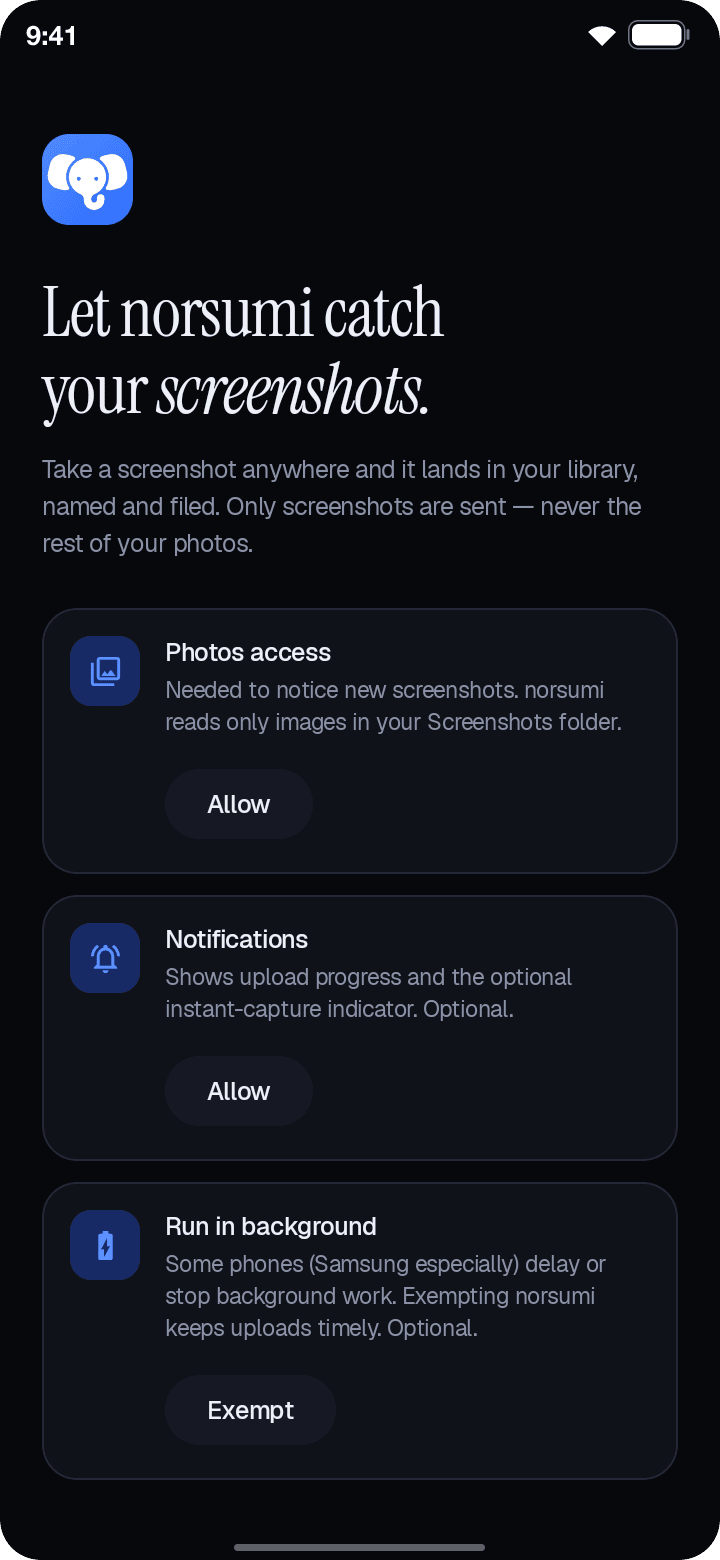 9:41
Let norsumi catch
your screenshots.
Take a screenshot anywhere and it lands in your library,
named and filed. Only screenshots are sent — never the
rest of your photos.
Photos access
Needed to notice new screenshots. norsumi
reads only images in your Screenshots folder.
Allow
Notifications
Shows upload progress and the optional
instant-capture indicator. Optional.
Allow
Run in background
Some phones (Samsung especially) delay or
stop background work. Exempting norsumi
keeps uploads timely. Optional.
Exempt